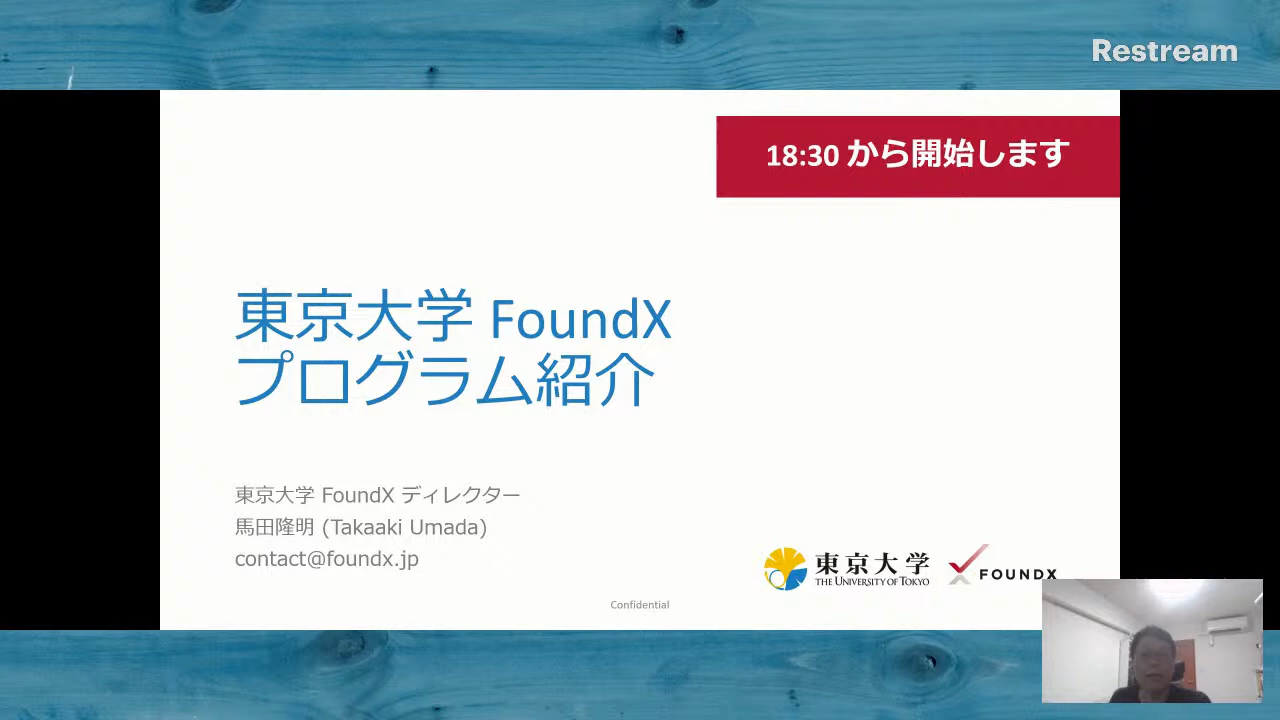 Restream
18:30 から開始します
東京大学 FoundX
プログラム紹介
東京大学 FoundX ディレクター
馬田隆明 (Takaaki Umada)
contact@foundx.jp
東京大学
THE UNIVERSITY OF TOKYO
FOUNDX
Confidential